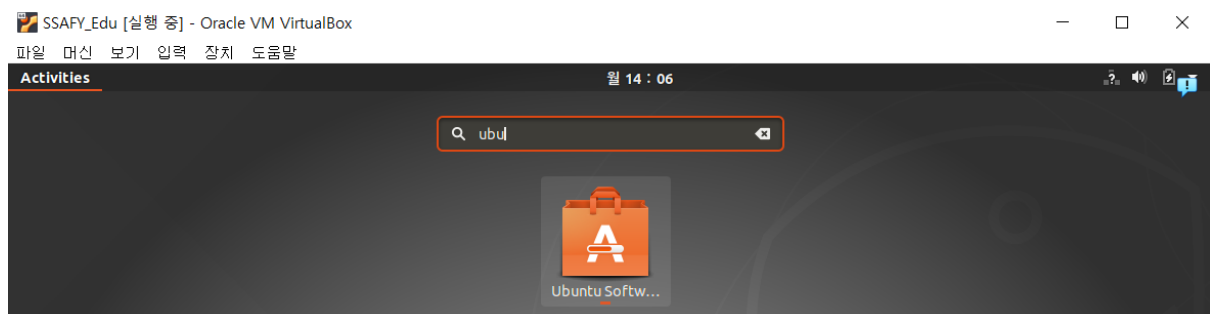 SSAFY_Edu [실행 중] - Oracle VM VirtualBox
파일 머신 보기 입력 장치 도움말
Activities 월 14 : 06
ubu
Ubuntu Softw...